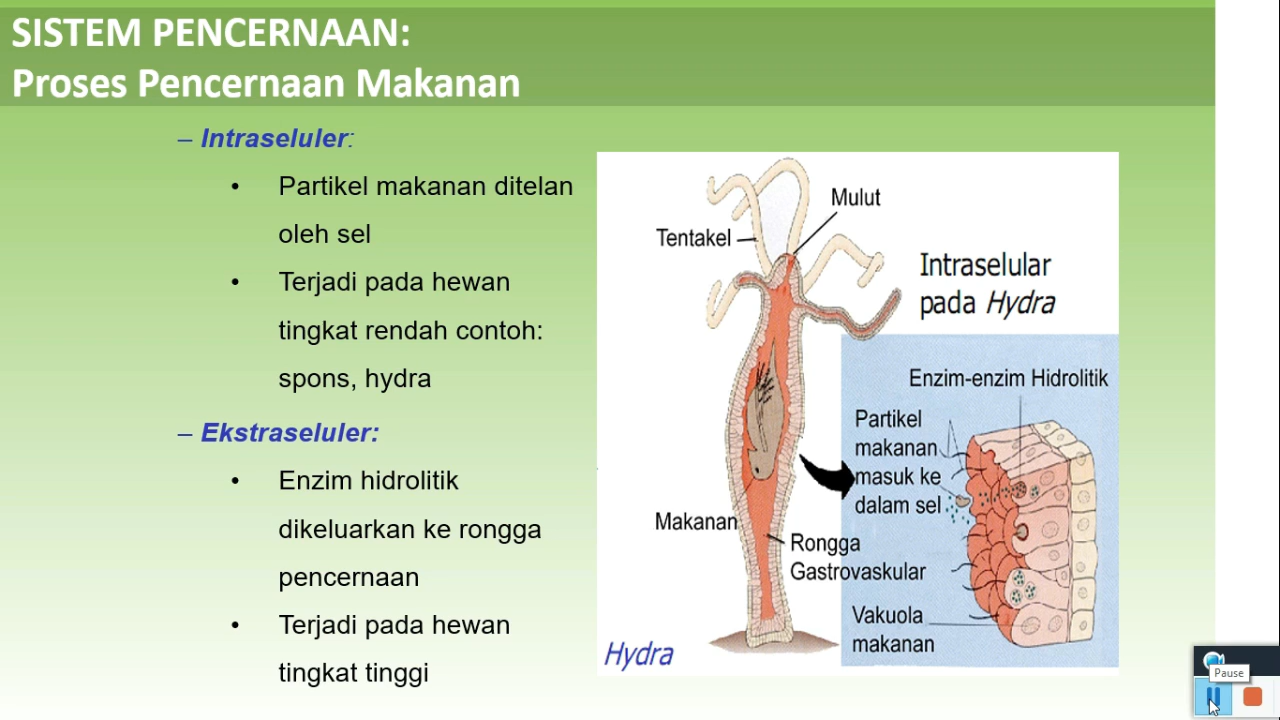 SISTEM PENCERNAAN:
Proses Pencernaan Makanan
– Intraseluler:
• Partikel makanan ditelan
oleh sel
• Terjadi pada hewan
tingkat rendah contoh:
spons, hydra
– Ekstraseluler:
• Enzim hidrolitik
dikeluarkan ke rongga
pencernaan
• Terjadi pada hewan
tingkat tinggi
Mulut
Tentakel
Intraselular
pada Hydra
Enzim-enzim Hidrolitik
Partikel
makanan
masuk ke
dalam sel
Makanan
Rongga
Gastrovaskular
Vakuola
makanan
Hydra
Pause